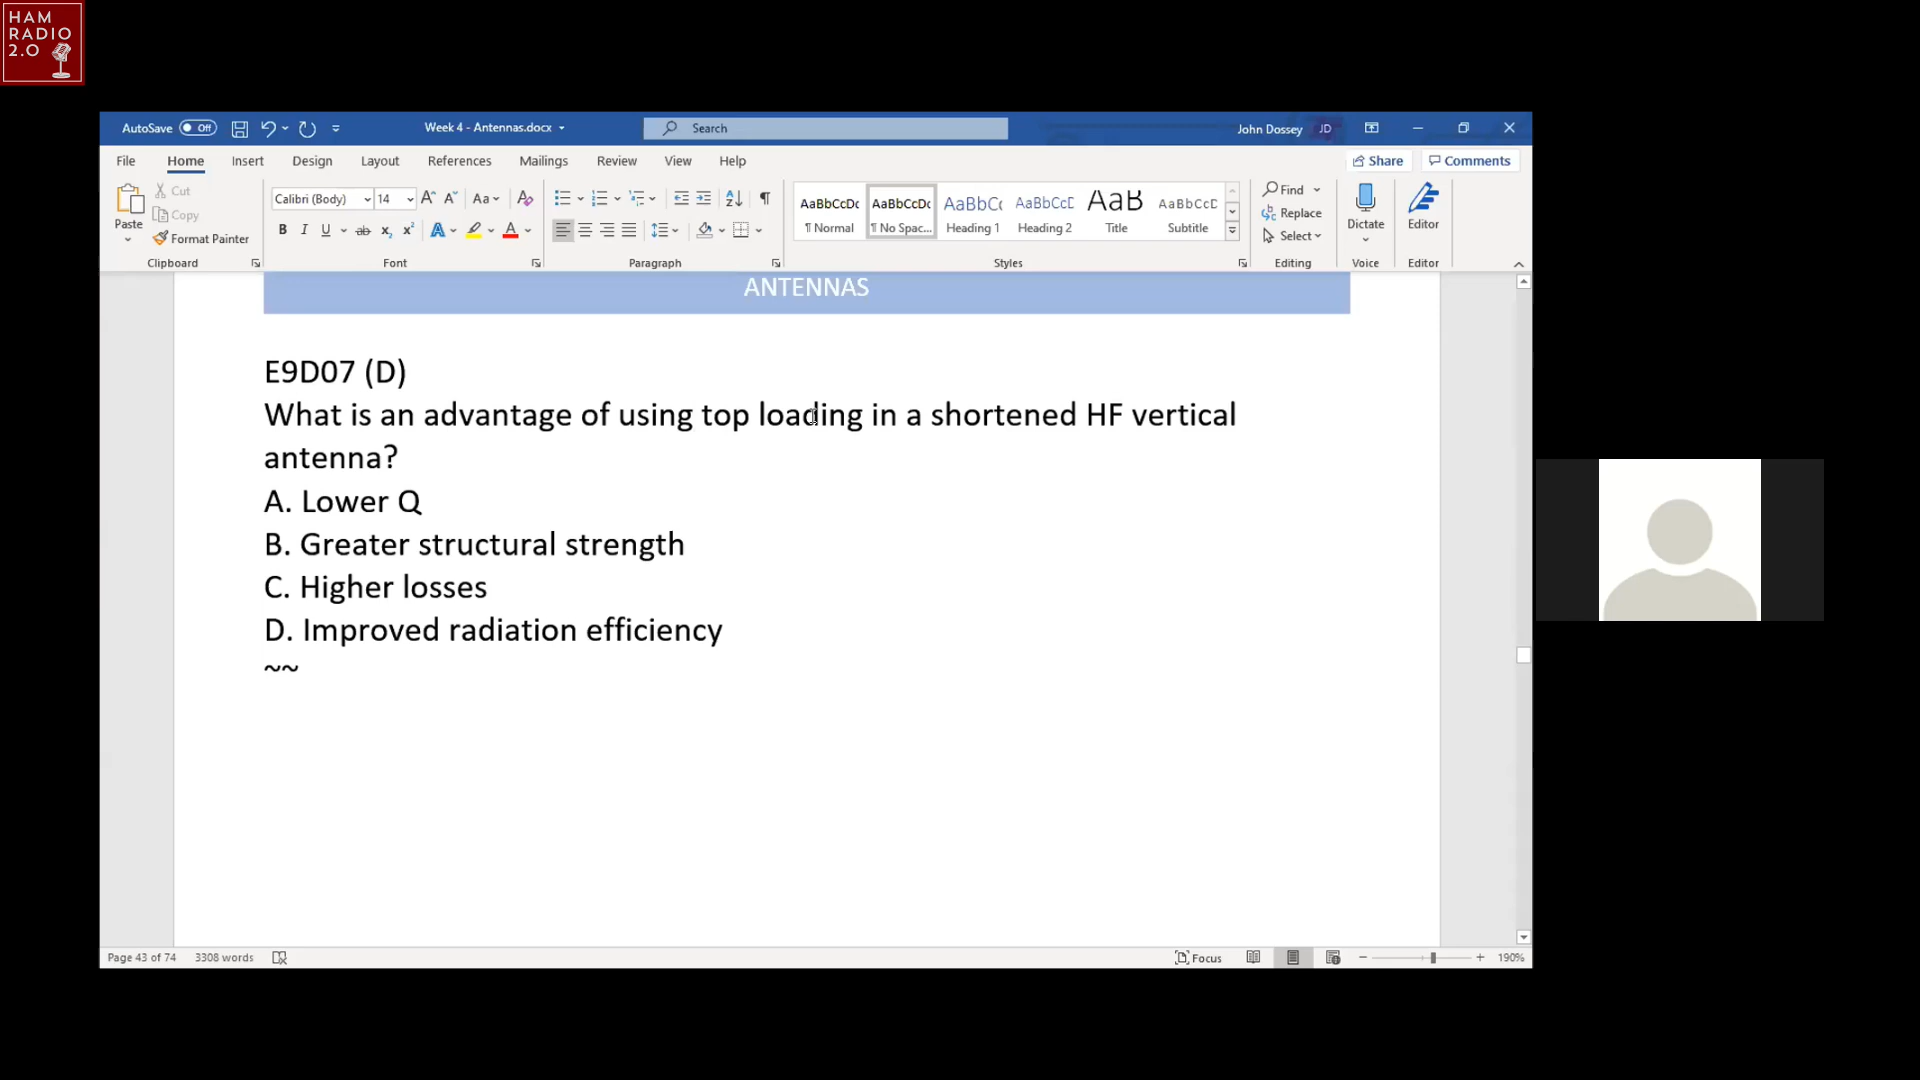 HAM
RADIO
2.0
AutoSave Off
Week 4 - Antennas.docx
Search
John Dossey JD
File Home Insert Design Layout References Mailings Review View Help
Share Comments
Paste
Cut
Copy
Format Painter
Clipboard
Calibri (Body) 14
Font
Paragraph
AaBbCcDc AaBbCcDc AaBbCc AaBbCcD AaB AaBbCcD
¶ Normal ¶ No Spac... Heading 1 Heading 2 Title Subtitle
Styles
Find
Replace
Select
Editing
Dictate
Voice
Editor
Editor
ANTENNAS
E9D07 (D)
What is an advantage of using top loading in a shortened HF vertical
antenna?
A. Lower Q
B. Greater structural strength
C. Higher losses
D. Improved radiation efficiency
~~
Page 43 of 74 3308 words
Focus
190%